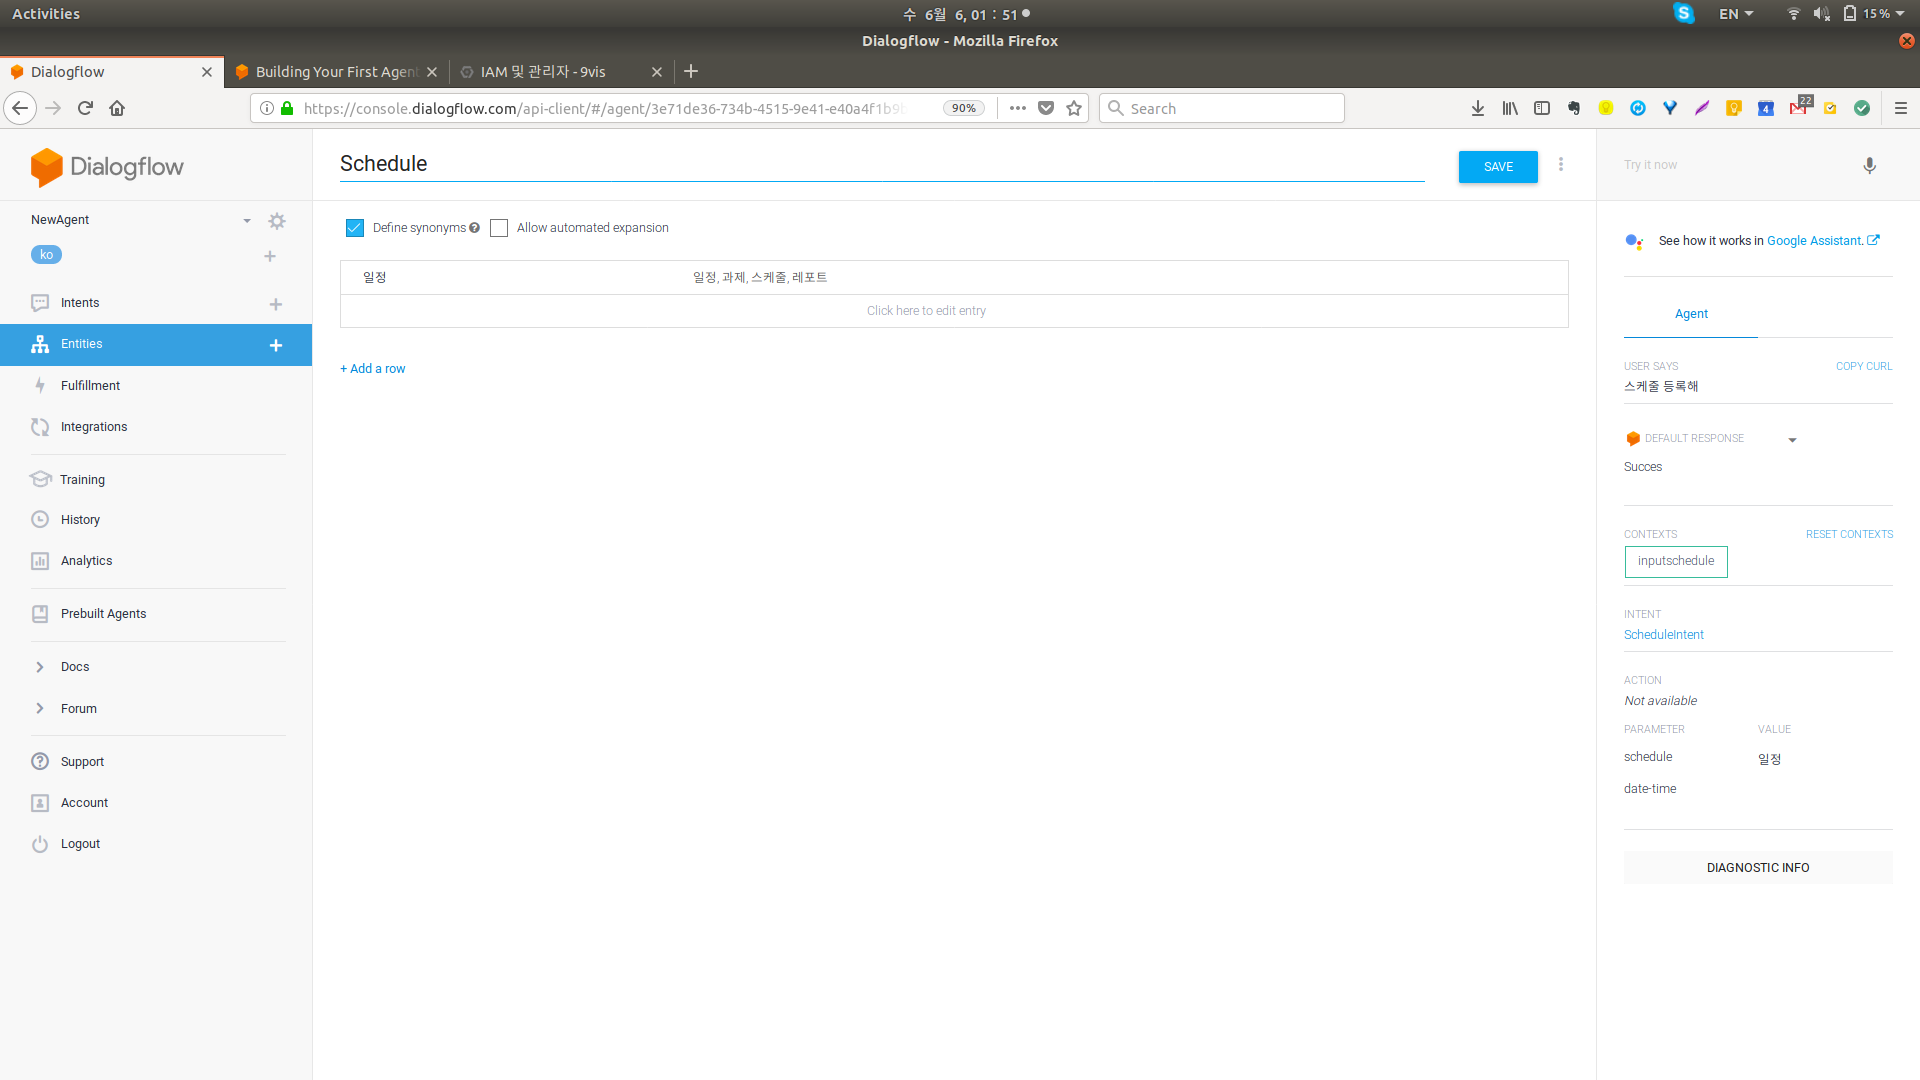 Activities
수 6월 6, 01 : 51
EN
15 %
Dialogflow - Mozilla Firefox
Dialogflow
Building Your First Agen
IAM 및 관리자 - 9vis
https://console.dialogflow.com/api-client/#/agent/3e71de36-734b-4515-9e41-e40a4f1b9b
90%
Search
4
22
Dialogflow
Schedule
SAVE
Try it now
NewAgent
ko
Define synonyms
Allow automated expansion
See how it works in Google Assistant.
일정
일정, 과제, 스케줄, 레포트
Click here to edit entry
+ Add a row
Intents
Entities
Fulfillment
Integrations
Training
History
Analytics
Prebuilt Agents
Docs
Forum
Support
Account
Logout
Agent
USER SAYS
COPY CURL
스케줄 등록해
DEFAULT RESPONSE
Succes
CONTEXTS
RESET CONTEXTS
inputschedule
INTENT
ScheduleIntent
ACTION
Not available
PARAMETER
VALUE
schedule
일정
date-time
DIAGNOSTIC INFO